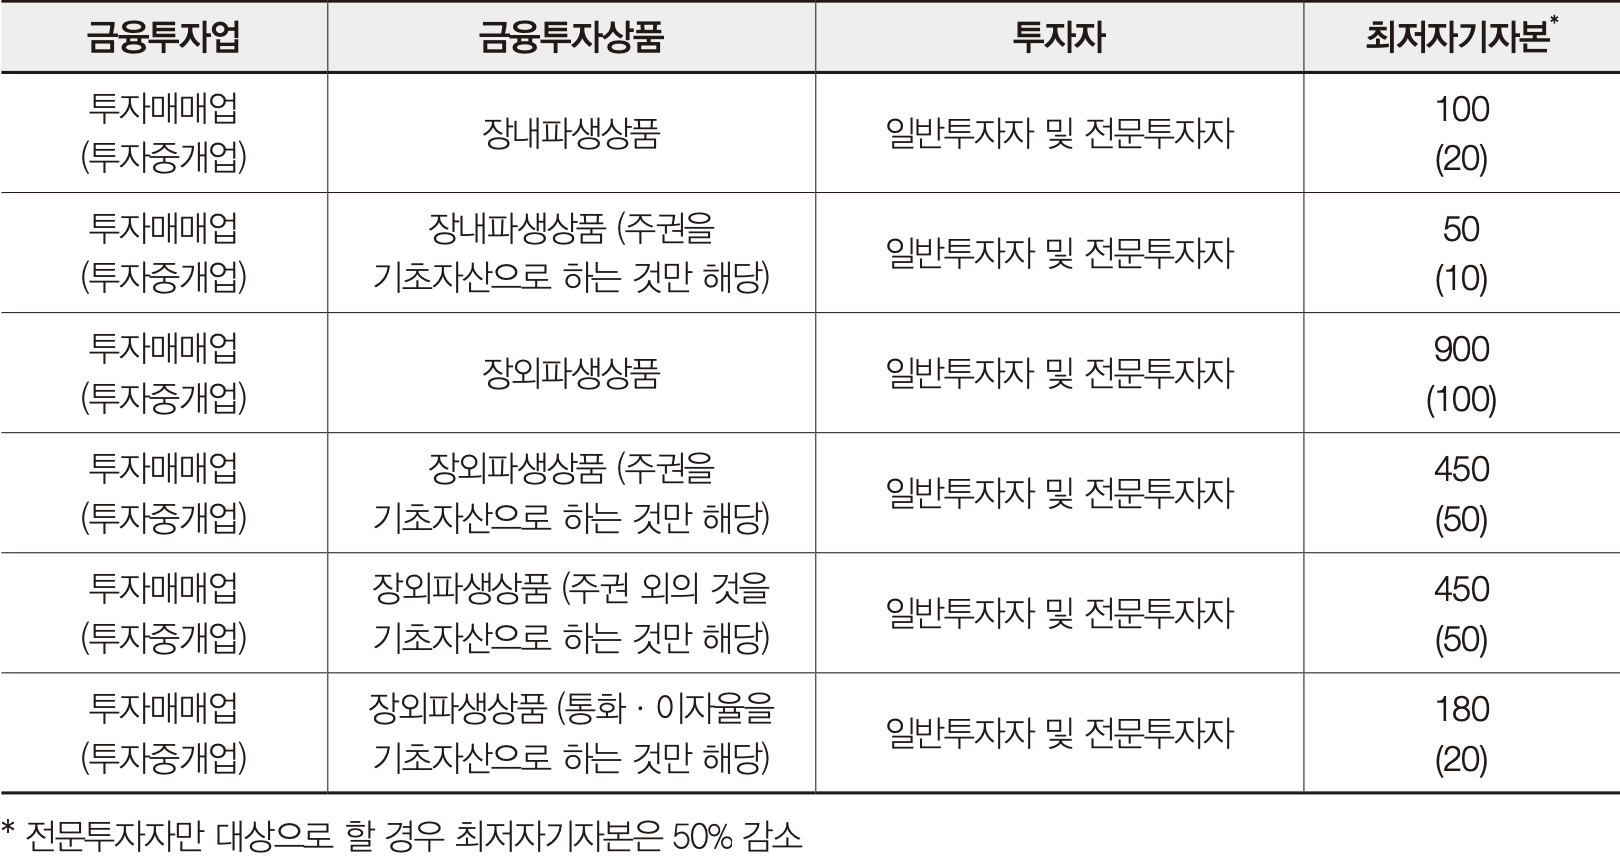 금융투자업 금융투자상품 투자자 최저자기자본*
투자매매업
(투자중개업)
장내파생상품
일반투자자 및 전문투자자
100
(20)
투자매매업
(투자중개업)
장내파생상품 (주권을
기초자산으로 하는 것만 해당)
일반투자자 및 전문투자자
50
(10)
투자매매업
(투자중개업)
장외파생상품
일반투자자 및 전문투자자
900
(100)
투자매매업
(투자중개업)
장외파생상품 (주권을
기초자산으로 하는 것만 해당)
일반투자자 및 전문투자자
450
(50)
투자매매업
(투자중개업)
장외파생상품 (주권 외의 것을
기초자산으로 하는 것만 해당)
일반투자자 및 전문투자자
450
(50)
투자매매업
(투자중개업)
장외파생상품 (통화 · 이자율을
기초자산으로 하는 것만 해당)
일반투자자 및 전문투자자
180
(20)
* 전문투자자만 대상으로 할 경우 최저자기자본은 50% 감소